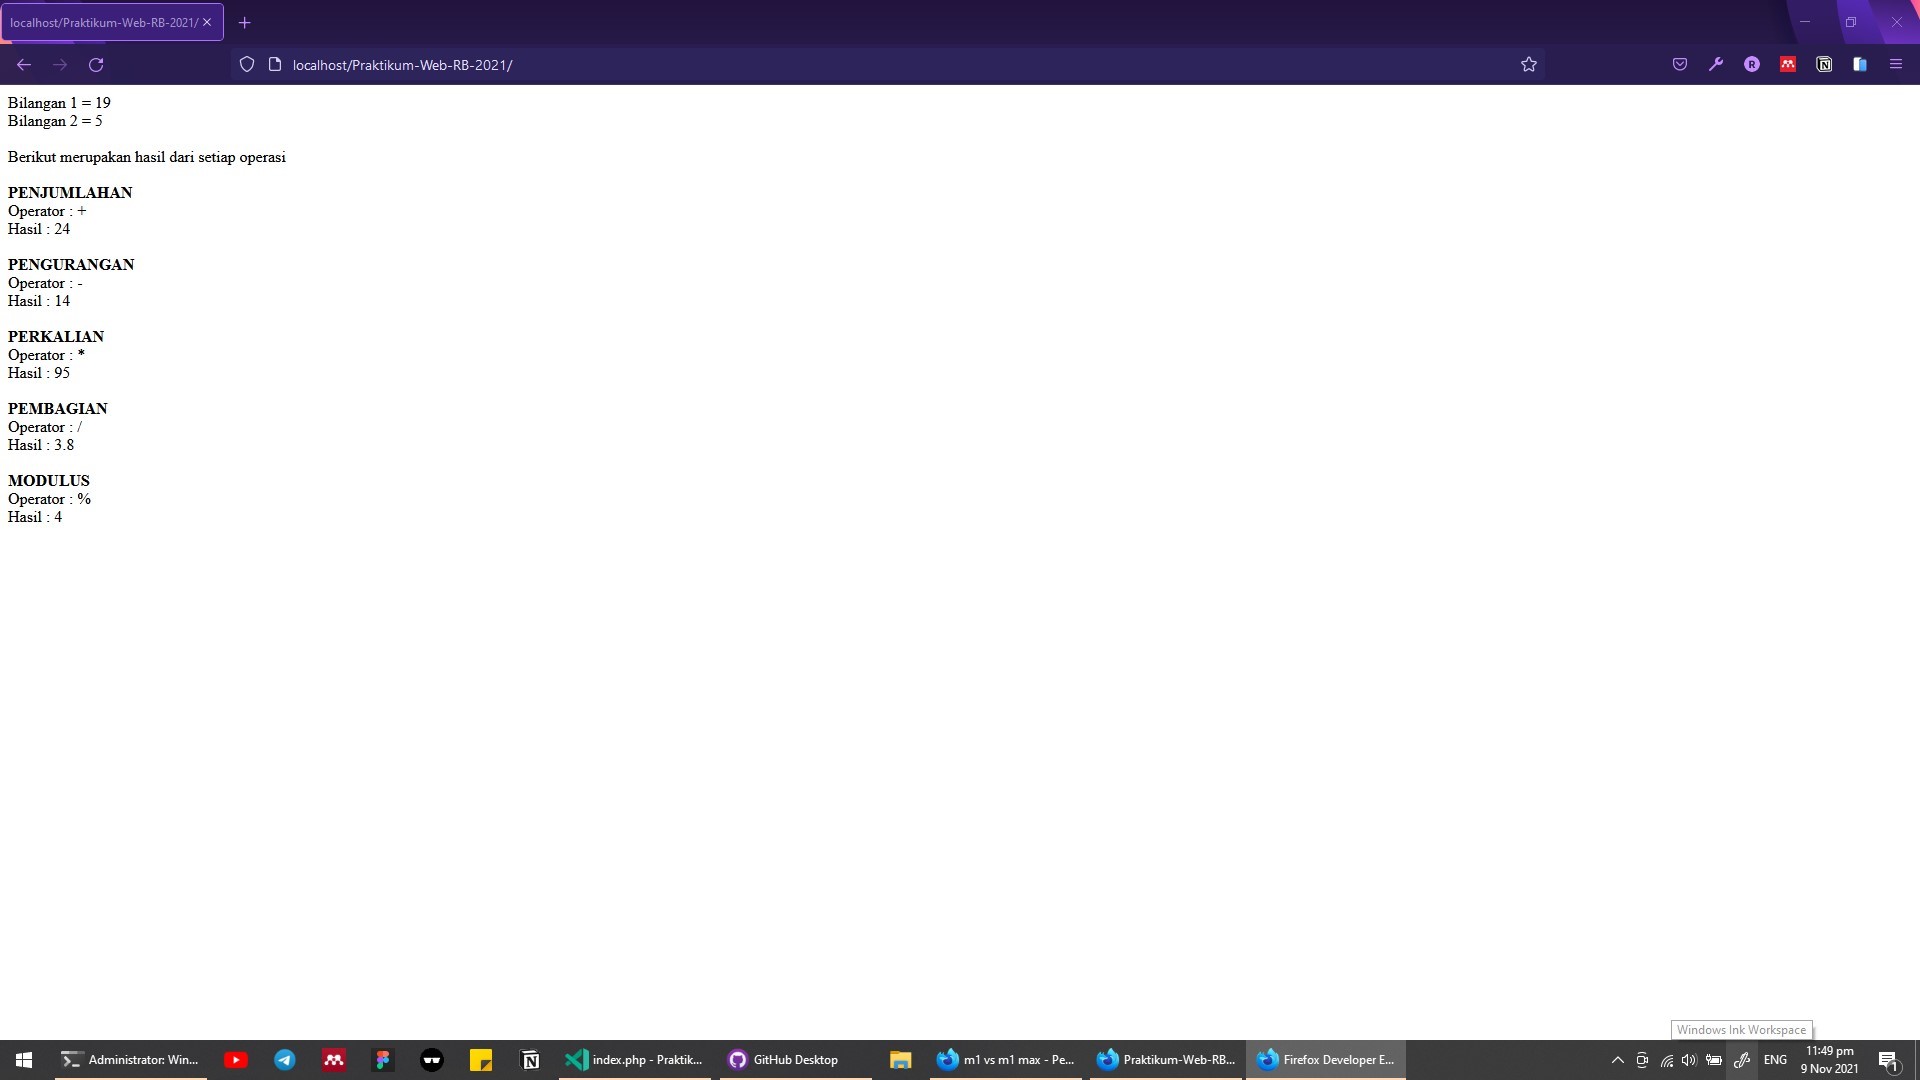 localhost/Praktikum-Web-RB-2021/
localhost/Praktikum-Web-RB-2021/
Bilangan 1 = 19
Bilangan 2 = 5
Berikut merupakan hasil dari setiap operasi
PENJUMLAHAN
Operator : +
Hasil : 24
PENGURANGAN
Operator : -
Hasil : 14
PERKALIAN
Operator : *
Hasil : 95
PEMBAGIAN
Operator : /
Hasil : 3.8
MODULUS
Operator : %
Hasil : 4
Windows Ink Workspace
Administrator: Win...
index.php - Praktik...
GitHub Desktop
m1 vs m1 max - Pe...
Praktikum-Web-RB...
Firefox Developer E...
ENG
11:49 pm
9 Nov 2021
1